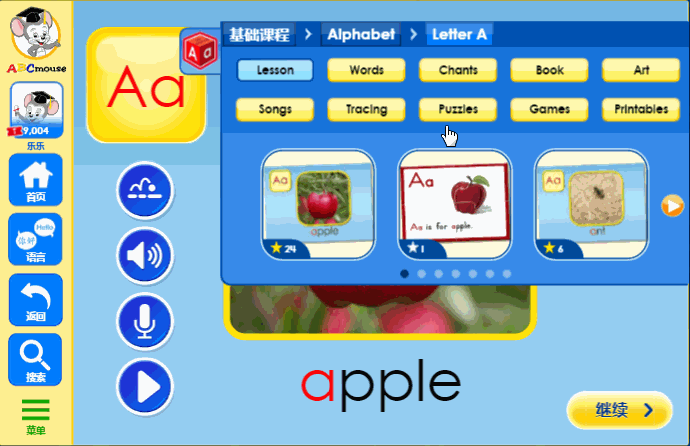 ABCmouse
9,004
乐乐
首页
你好 Hello
语言
返回
搜索
菜单
Aa
A a
基础课程 > Alphabet > Letter A
Lesson Words Chants Book Art
Songs Tracing Puzzles Games Printables
Aa
apple
24
Aa
Aa is for apple.
1
Aa
ant
6
apple
继续